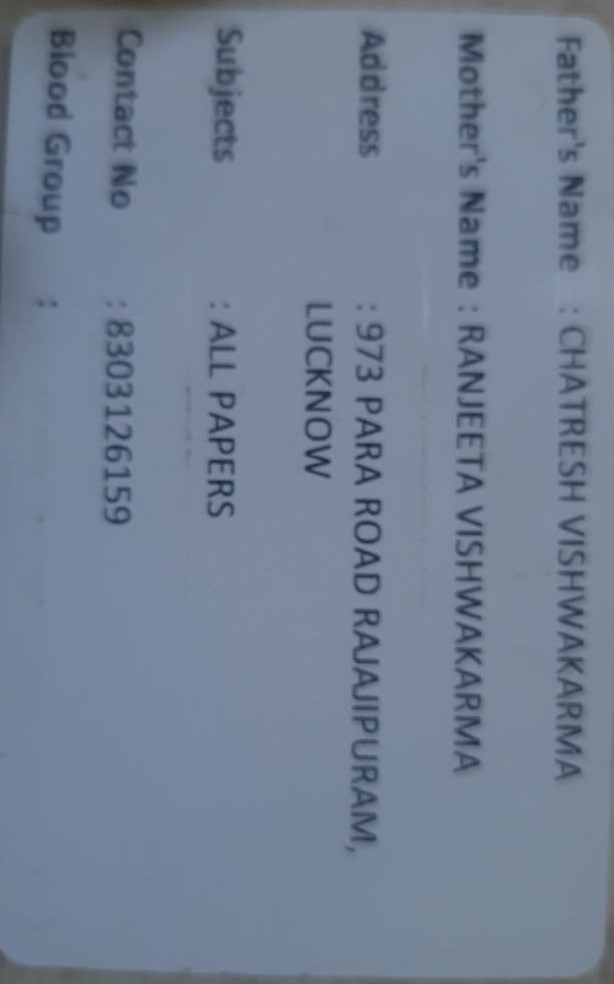 Father's Name : CHATRESH VISHWAKARMA
Mother's Name : RANJEETA VISHWAKARMA
Address : 973 PARA ROAD RAJAJIPURAM,
LUCKNOW
Subjects : ALL PAPERS
Contact No : 8303126159
Blood Group :